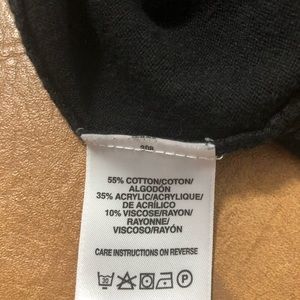 55% COTTON/COTON/
ALGODÓN
35% ACRYLIC/ACRYLIQUE/
DE ACRÍLICO
10% VISCOSE/RAYON/
RAYONNE/
VISCOSO/RAYÓN
CARE INSTRUCTIONS ON REVERSE
30